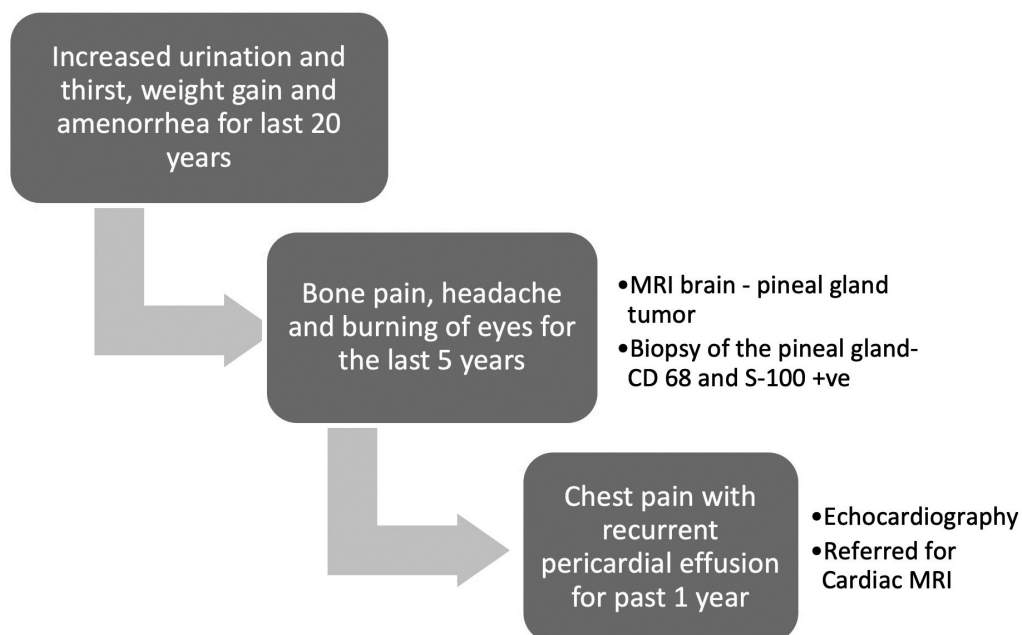 Increased urination and
thirst, weight gain and
amenorrhea for last 20
years
Bone pain, headache
and burning of eyes for
the last 5 years
•MRI brain - pineal gland
tumor
•Biopsy of the pineal gland-
CD 68 and S-100 +ve
Chest pain with
recurrent
pericardial effusion
for past 1 year
•Echocardiography
•Referred for
Cardiac MRI